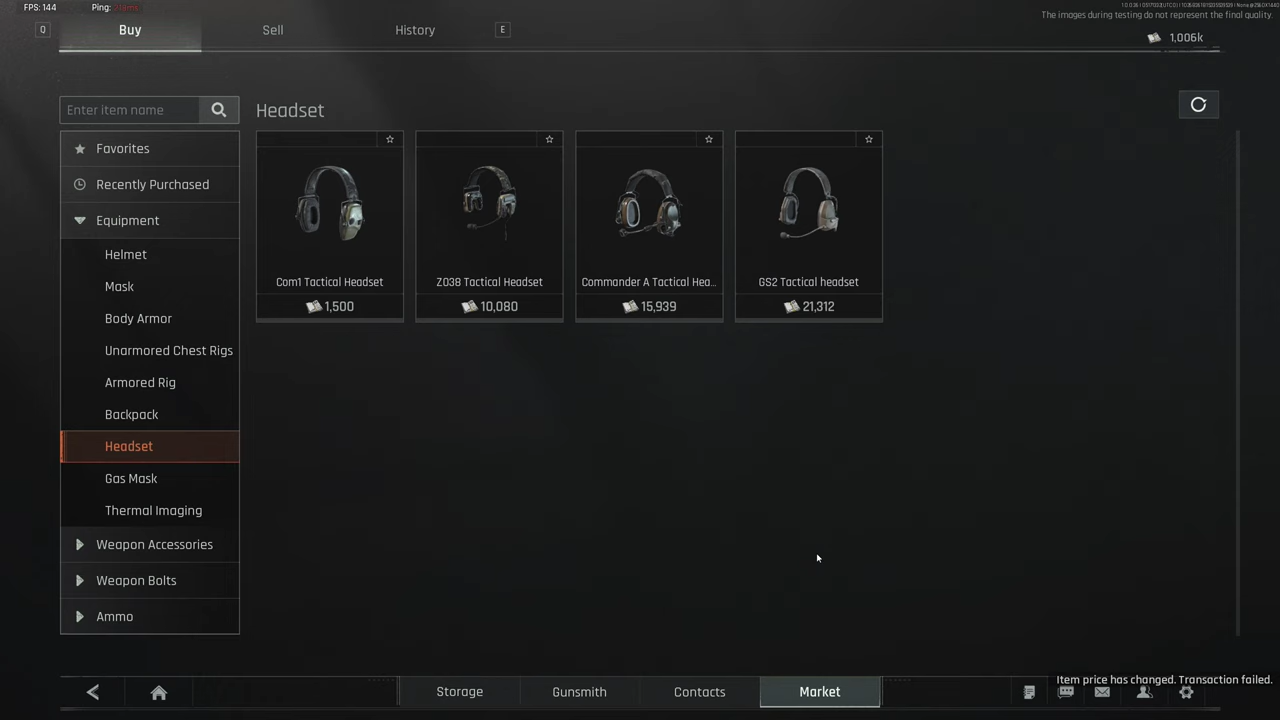 FPS: 144
Ping:
The images during testing do not represent the final quality.
Q
Buy
Sell
History
E
1,006k
Enter item name
Headset
Favorites
Recently Purchased
Equipment
Helmet
Mask
Body Armor
Unarmored Chest Rigs
Armored Rig
Backpack
Headset
Gas Mask
Thermal Imaging
Weapon Accessories
Weapon Bolts
Ammo
Com1 Tactical Headset
1,500
Z038 Tactical Headset
10,080
Commander A Tactical Hea...
15,939
GS2 Tactical headset
21,312
Storage
Gunsmith
Contacts
Market
Item price has changed. Transaction failed.